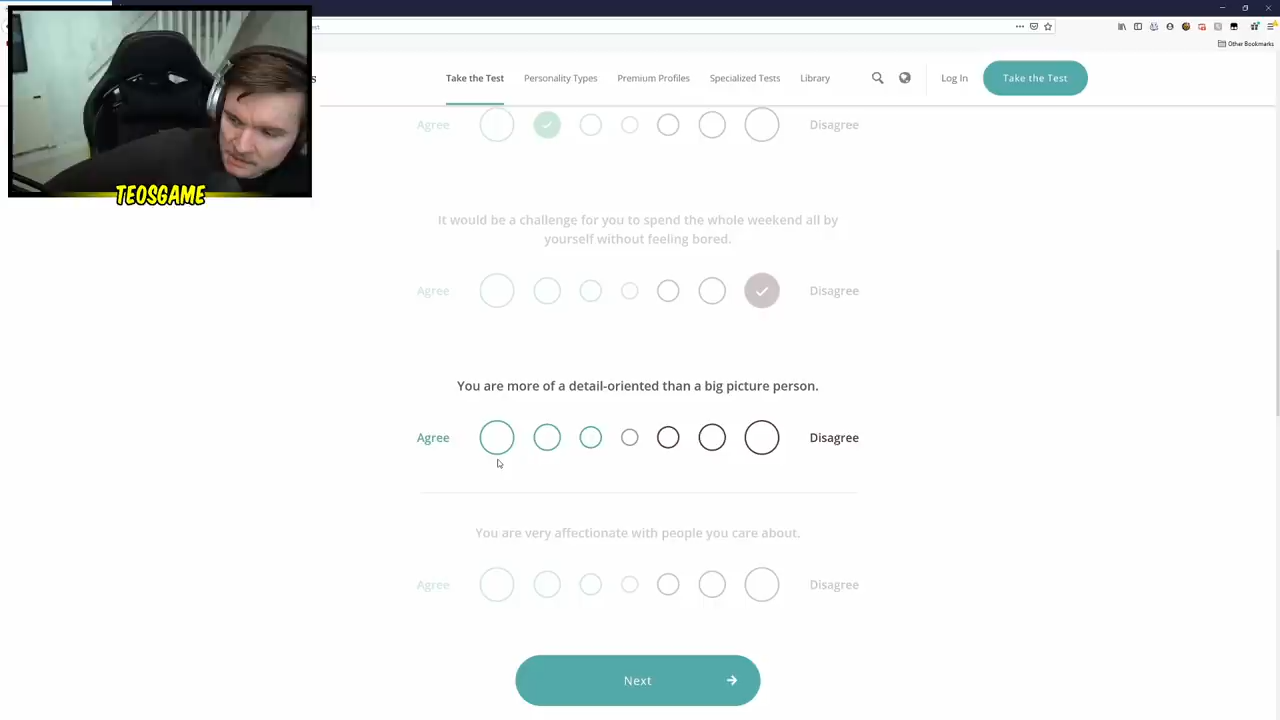 Take the Test
Personality Types
Premium Profiles
Specialized Tests
Library
Log In
Take the Test
Other Bookmarks
TEOSGAME
Agree
Disagree
It would be a challenge for you to spend the whole weekend all by
yourself without feeling bored.
Agree
Disagree
You are more of a detail-oriented than a big picture person.
Agree
Disagree
You are very affectionate with people you care about.
Agree
Disagree
Next